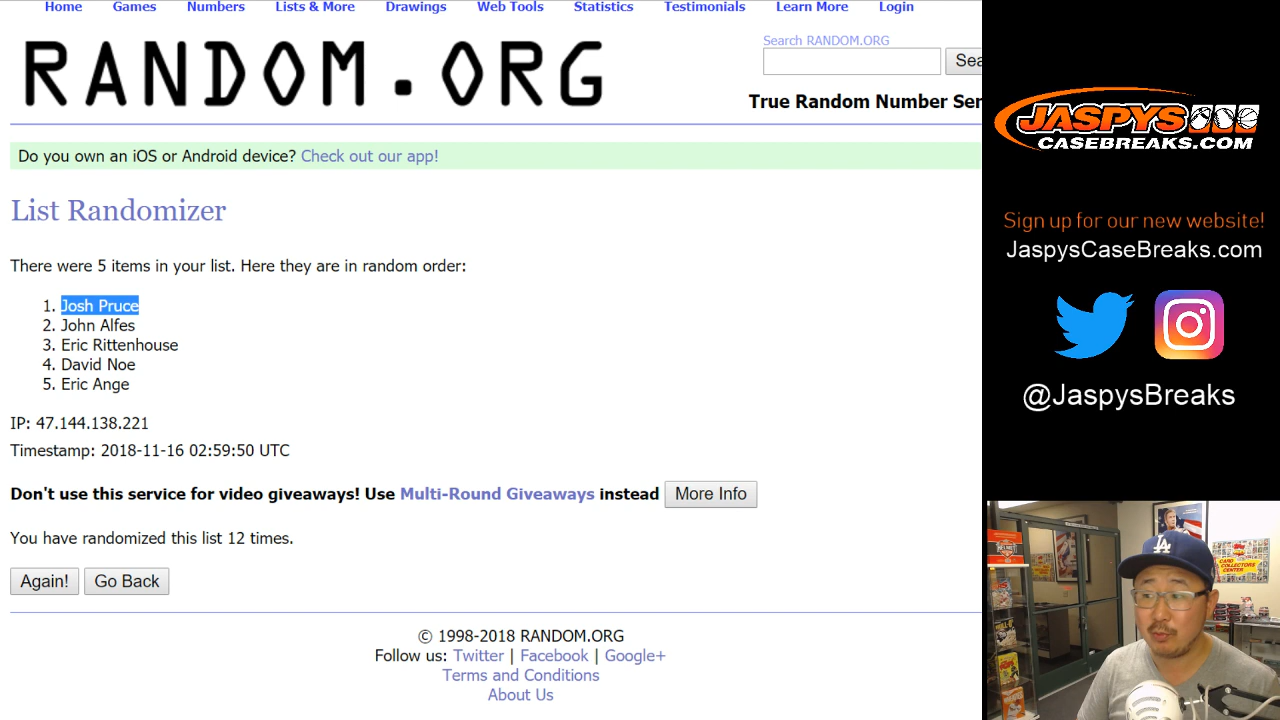 Home Games Numbers Lists & More Drawings Web Tools Statistics Testimonials Learn More Login
RANDOM.ORG
Search RANDOM.ORG
Sea
True Random Number Ser
Do you own an iOS or Android device? Check out our app!
List Randomizer
There were 5 items in your list. Here they are in random order:
1. Josh Pruce
2. John Alfes
3. Eric Rittenhouse
4. David Noe
5. Eric Ange
IP: 47.144.138.221
Timestamp: 2018-11-16 02:59:50 UTC
Don't use this service for video giveaways! Use Multi-Round Giveaways instead More Info
You have randomized this list 12 times.
Again! Go Back
© 1998-2018 RANDOM.ORG
Follow us: Twitter | Facebook | Google+
Terms and Conditions
About Us
JASPYS
CASEBREAKS.COM
Sign up for our new website!
JaspysCaseBreaks.com
@JaspysBreaks
LA
CARD
COLLECTORS
CENTER